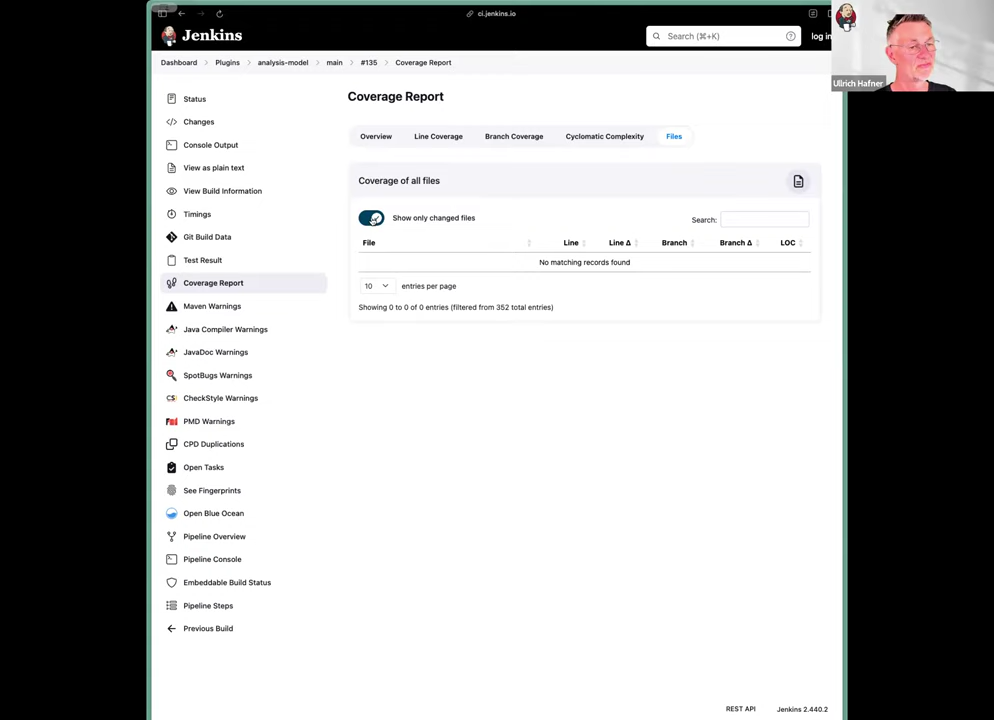 ci.jenkins.io
Jenkins
Search (⌘+K)
log in
Ullrich Hafner
Dashboard
Plugins
analysis-model
main
#135
Coverage Report
Status
Changes
Console Output
View as plain text
View Build Information
Timings
Git Build Data
Test Result
Coverage Report
Maven Warnings
Java Compiler Warnings
JavaDoc Warnings
SpotBugs Warnings
CheckStyle Warnings
PMD Warnings
CPD Duplications
Open Tasks
See Fingerprints
Open Blue Ocean
Pipeline Overview
Pipeline Console
Embeddable Build Status
Pipeline Steps
Previous Build
Coverage Report
Overview
Line Coverage
Branch Coverage
Cyclomatic Complexity
Files
Coverage of all files
Show only changed files
Search:
File
Line
Line Δ
Branch
Branch Δ
LOC
No matching records found
10 entries per page
Showing 0 to 0 of 0 entries (filtered from 352 total entries)
REST API
Jenkins 2.440.2